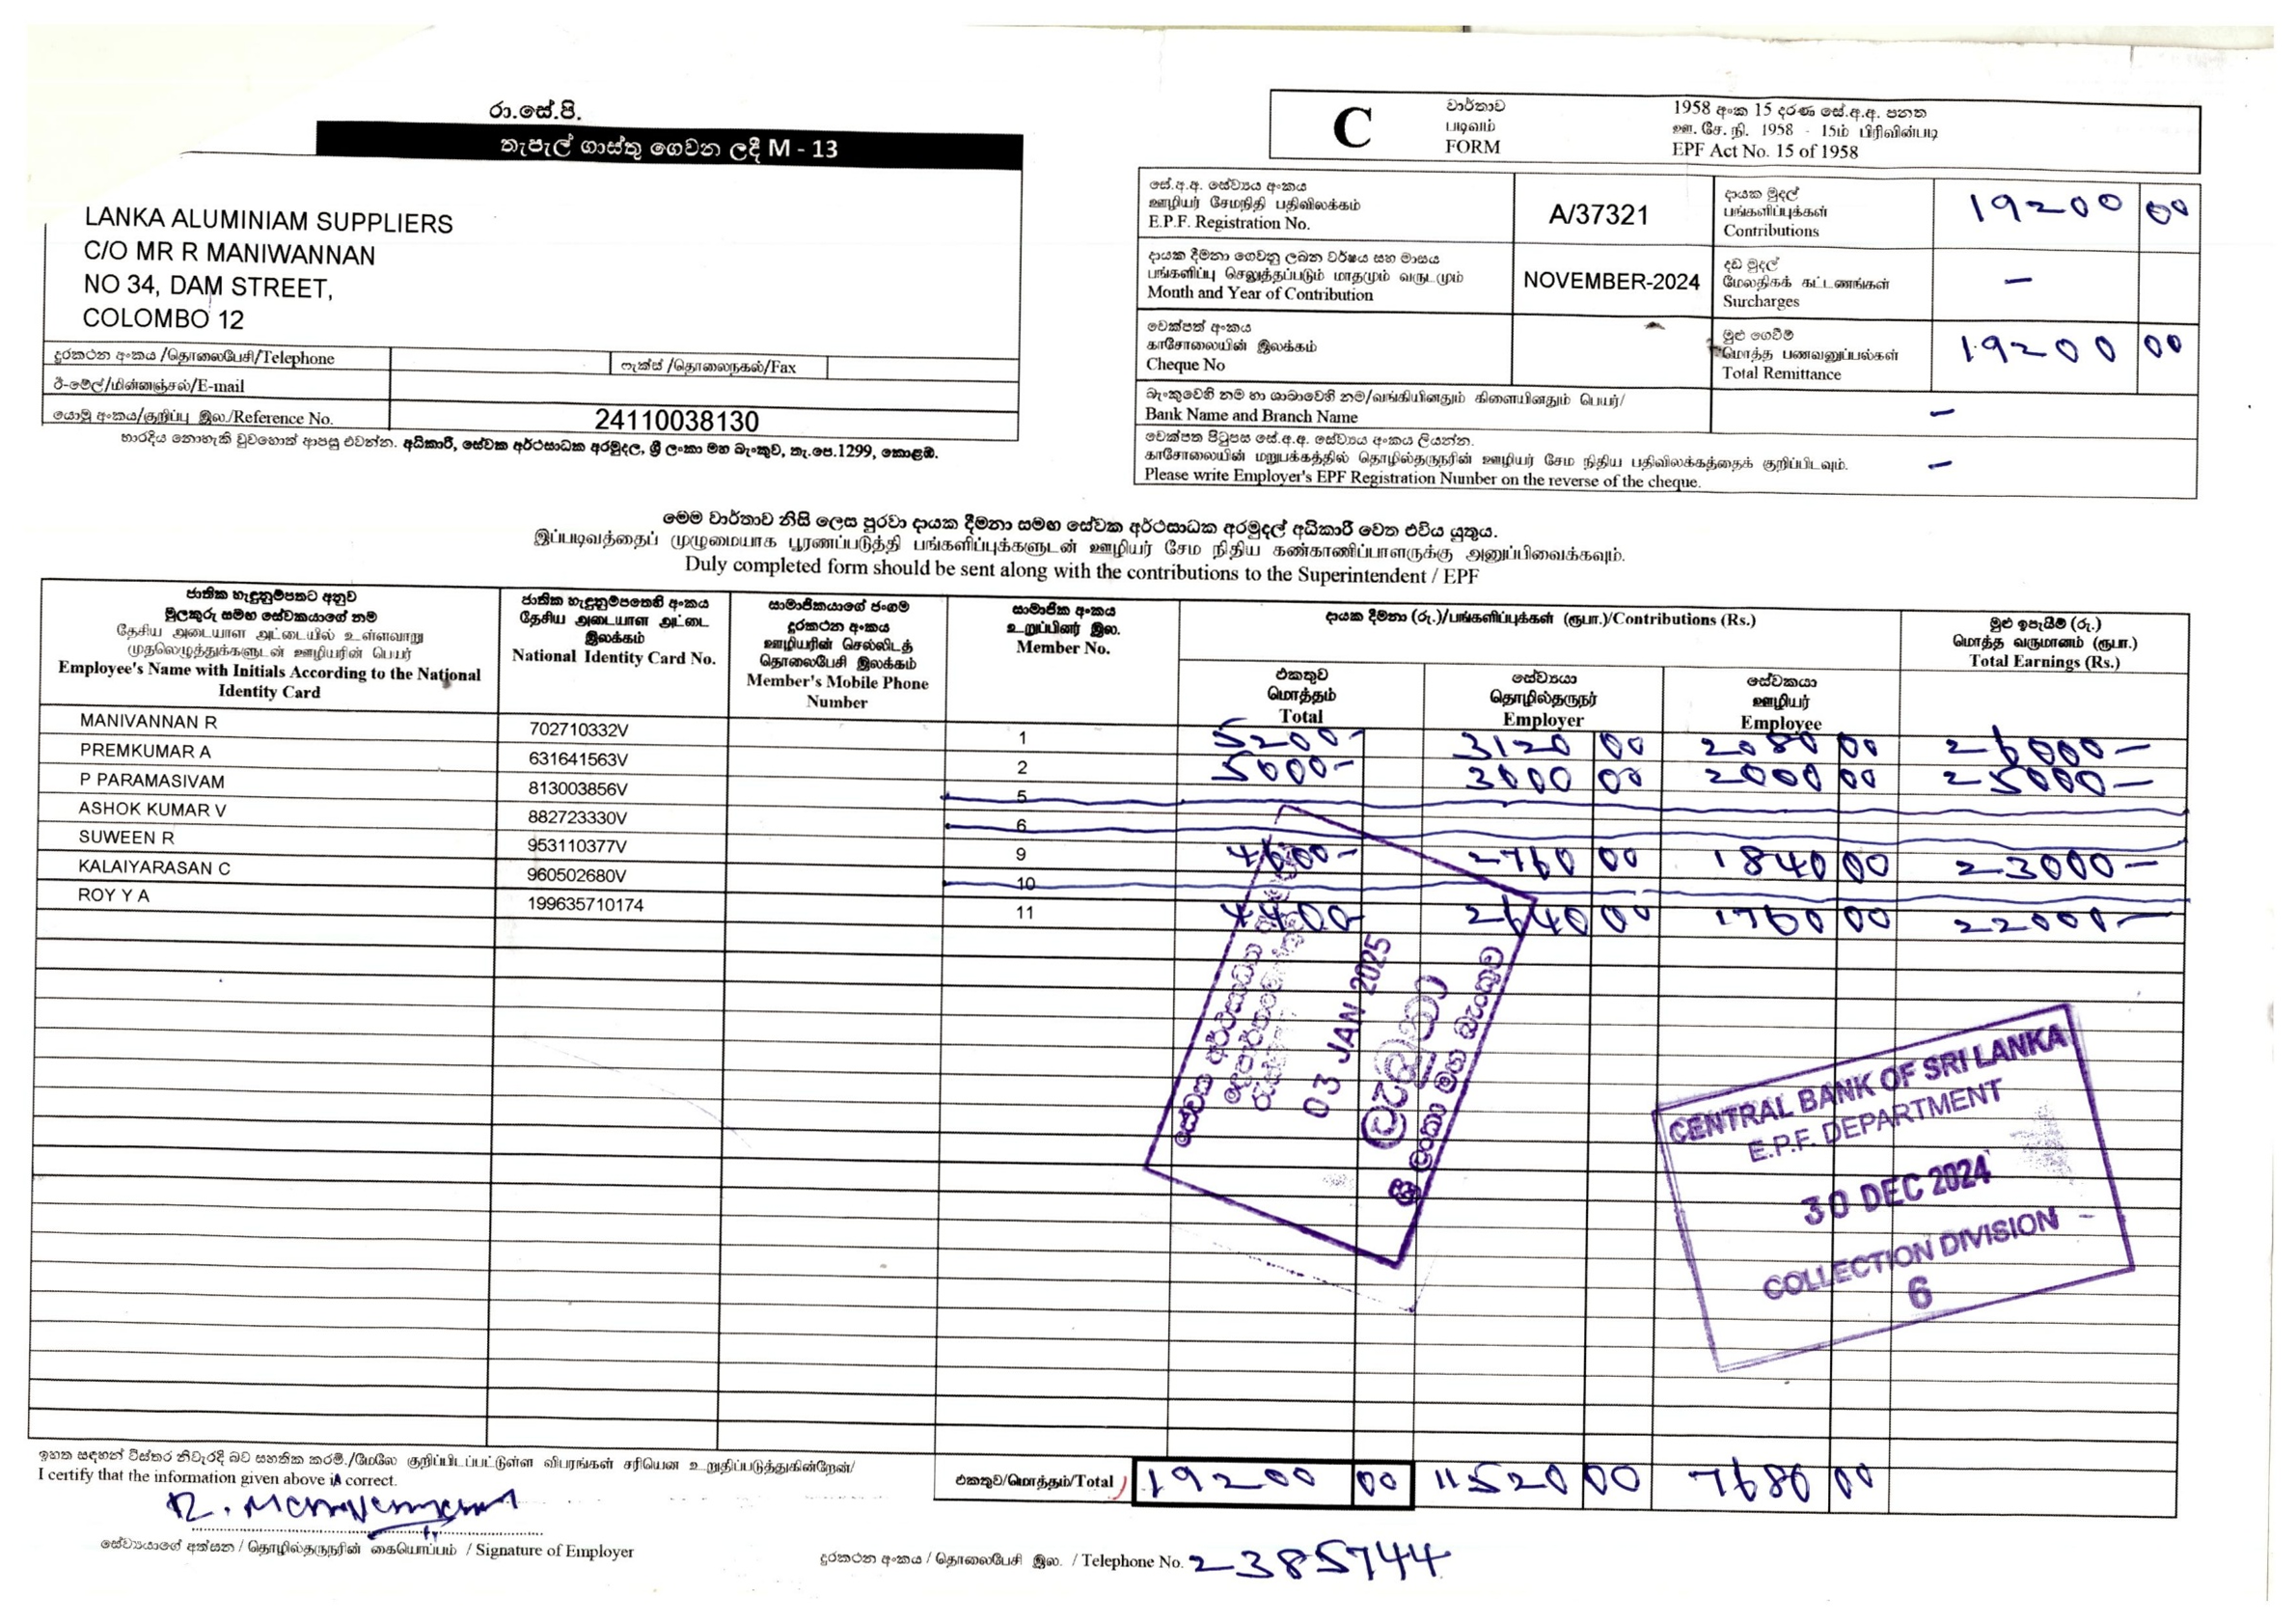 රා.සේ.පි.
තැපැල් ගාස්තු ගෙවන ලදී M - 13
LANKA ALUMINIAM SUPPLIERS
C/O MR R MANIWANNAN
NO 34, DAM STREET,
COLOMBO 12
දුරකථන අංකය /தொலைபேசி/Telephone
ෆැක්ස් /தொலைநகல்/Fax
ඊ-මේල්/மின்னஞ்சல்/E-mail
යොමු අංකය/குறிப்பு இல/Reference No. 24110038130
භාරදිය නොහැකි වුවහොත් ආපසු එවන්න. අධිකාරී, සේවක අර්ථසාධක අරමුදල, ශ්‍රී ලංකා මහ බැංකුව, තැ.පෙ.1299, කොළඹ.
C
වාර්තාව
படிவம்
FORM
1958 අංක 15 දරණ සේ.අ.අ. පනත
ஊ. சே. நி. 1958 - 15ம் பிரிவின்படி
EPF Act No. 15 of 1958
සේ.අ.අ. සේව්‍යය අංකය
ஊழியர் சேமநிதி பதிவிலக்கம்
E.P.F. Registration No.
A/37321
දායක මුදල්
பங்களிப்புக்கள்
Contributions
19200 00
දායක දීමනා ගෙවනු ලබන වර්ෂය සහ මාසය
பங்களிப்பு செலுத்தப்படும் மாதமும் வருடமும்
Month and Year of Contribution
NOVEMBER-2024
දඩ මුදල්
மேலதிகக் கட்டணங்கள்
Surcharges
–
චෙක්පත් අංකය
காசோலையின் இலக்கம்
Cheque No
මුළු ගෙවීම්
மொத்த பணவனுப்பல்கள்
Total Remittance
19200 00
බැංකුවෙහි නම හා ශාඛාවෙහි නම/வங்கியினதும் கிளையினதும் பெயர்/
Bank Name and Branch Name
–
චෙක්පත පිටුපස සේ.අ.අ. සේව්‍යය අංකය ලියන්න.
காசோலையின் மறுபக்கத்தில் தொழில்தருநரின் ஊழியர் சேம நிதிய பதிவிலக்கத்தைக் குறிப்பிடவும்.
Please write Employer's EPF Registration Number on the reverse of the cheque.
–
මෙම වාර්තාව නිසි ලෙස පුරවා දායක දීමනා සමඟ සේවක අර්ථසාධක අරමුදල් අධිකාරී වෙත එවිය යුතුය.
இப்படிவத்தைப் முழுமையாக பூரணப்படுத்தி பங்களிப்புக்களுடன் ஊழியர் சேம நிதிய கண்காணிப்பாளருக்கு அனுப்பிவைக்கவும்.
Duly completed form should be sent along with the contributions to the Superintendent / EPF
ජාතික හැඳුනුම්පතට අනුව
මුලකුරු සමඟ සේවකයාගේ නම
தேசிய அடையாள அட்டையில் உள்ளவாறு
முதலெழுத்துக்களுடன் ஊழியரின் பெயர்
Employee's Name with Initials According to the National
Identity Card
ජාතික හැඳුනුම්පතෙහි අංකය
தேசிய அடையாள அட்டை
இலக்கம்
National Identity Card No.
සාමාජිකයාගේ ජංගම
දුරකථන අංකය
ஊழியரின் செல்லிடத்
தொலைபேசி இலக்கம்
Member's Mobile Phone
Number
සාමාජික අංකය
உறுப்பினர் இல.
Member No.
දායක දීමනා (රු.)/பங்களிப்புக்கள் (ரூபா.)/Contributions (Rs.)
මුළු ඉපැයීම් (රු.)
மொத்த வருமானம் (ரூபா.)
Total Earnings (Rs.)
එකතුව
மொத்தம்
Total
සේව්‍යයා
தொழில்தருநர்
Employer
සේවකයා
ஊழியர்
Employee
MANIVANNAN R 702710332V 1 5200- 3120 00 2080 00 26000-
PREMKUMAR A 631641563V 2 5000- 3000 00 2000 00 25000-
P PARAMASIVAM 813003856V 5
ASHOK KUMAR V 882723330V 6
SUWEEN R 953110377V 9 4600- 2760 00 1840 00 23000-
KALAIYARASAN C 960502680V 10
ROY Y A 199635710174 11 4400- 2640 00 1760 00 22000-
සේවක අර්ථසාධක
03 JAN 2025
ලැබුණා
ශ්‍රී ලංකා මහ බැංකුව
CENTRAL BANK OF SRI LANKA
E.P.F. DEPARTMENT
30 DEC 2024
COLLECTION DIVISION
6
ඉහත සඳහන් විස්තර නිවැරදි බව සහතික කරමි./மேலே குறிப்பிடப்பட்டுள்ள விபரங்கள் சரியென உறுதிப்படுத்துகின்றேன்/
I certify that the information given above is correct.
එකතුව/மொத்தம்/Total 19200 00 11520 00 7680 00
සේව්‍යයාගේ අත්සන / தொழில்தருநரின் கையொப்பம் / Signature of Employer
දුරකථන අංකය / தொலைபேசி இல. / Telephone No. 2385744